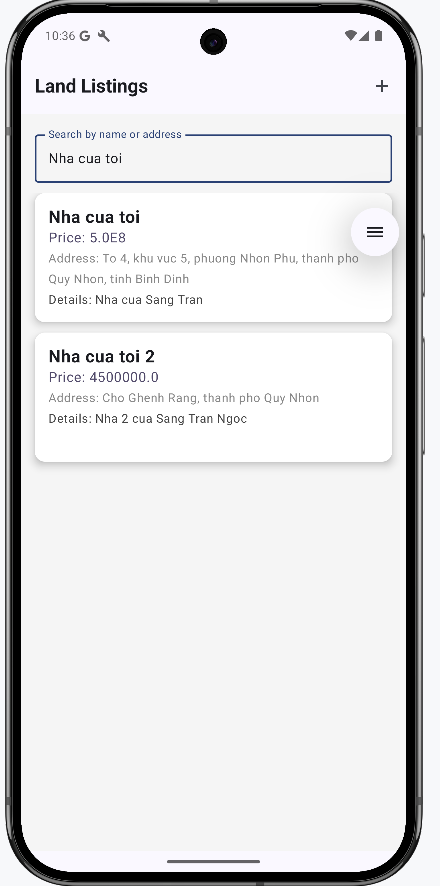 10:36 G
Land Listings
+
Search by name or address
Nha cua toi
Nha cua toi
Price: 5.0E8
Address: To 4, khu vuc 5, phuong Nhon Phu, thanh pho
Quy Nhon, tinh Binh Dinh
Details: Nha cua Sang Tran
Nha cua toi 2
Price: 4500000.0
Address: Cho Ghenh Rang, thanh pho Quy Nhon
Details: Nha 2 cua Sang Tran Ngoc